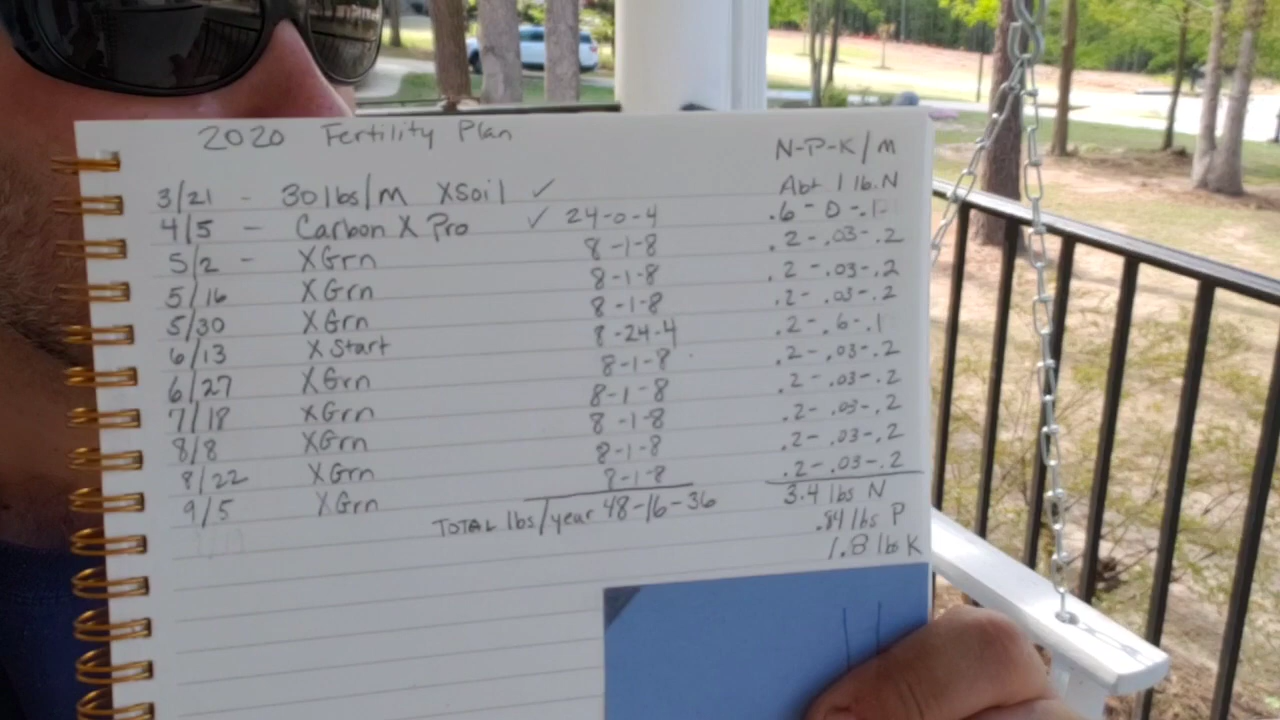 2020 Fertility Plan
N-P-K/M
3/21 - 30 lbs/M XSoil ✓ Abt 1 lb. N
4/5 - Carbon X Pro ✓ 24-0-4 .6-0-.1
5/2 - XGrn 8-1-8 .2-.03-.2
5/16 XGrn 8-1-8 .2-.03-.2
5/30 XGrn 8-1-8 .2-.03-.2
6/13 X Start 8-24-4 .2-.6-.1
6/27 XGrn 8-1-8 .2-.03-.2
7/18 XGrn 8-1-8 .2-.03-.2
8/8 XGrn 8-1-8 .2-.03-.2
8/22 XGrn 8-1-8 .2-.03-.2
9/5 XGrn 8-1-8 .2-.03-.2
TOTAL lbs/year 48-16-36 3.4 lbs N
.84 lbs P
1.8 lbs K